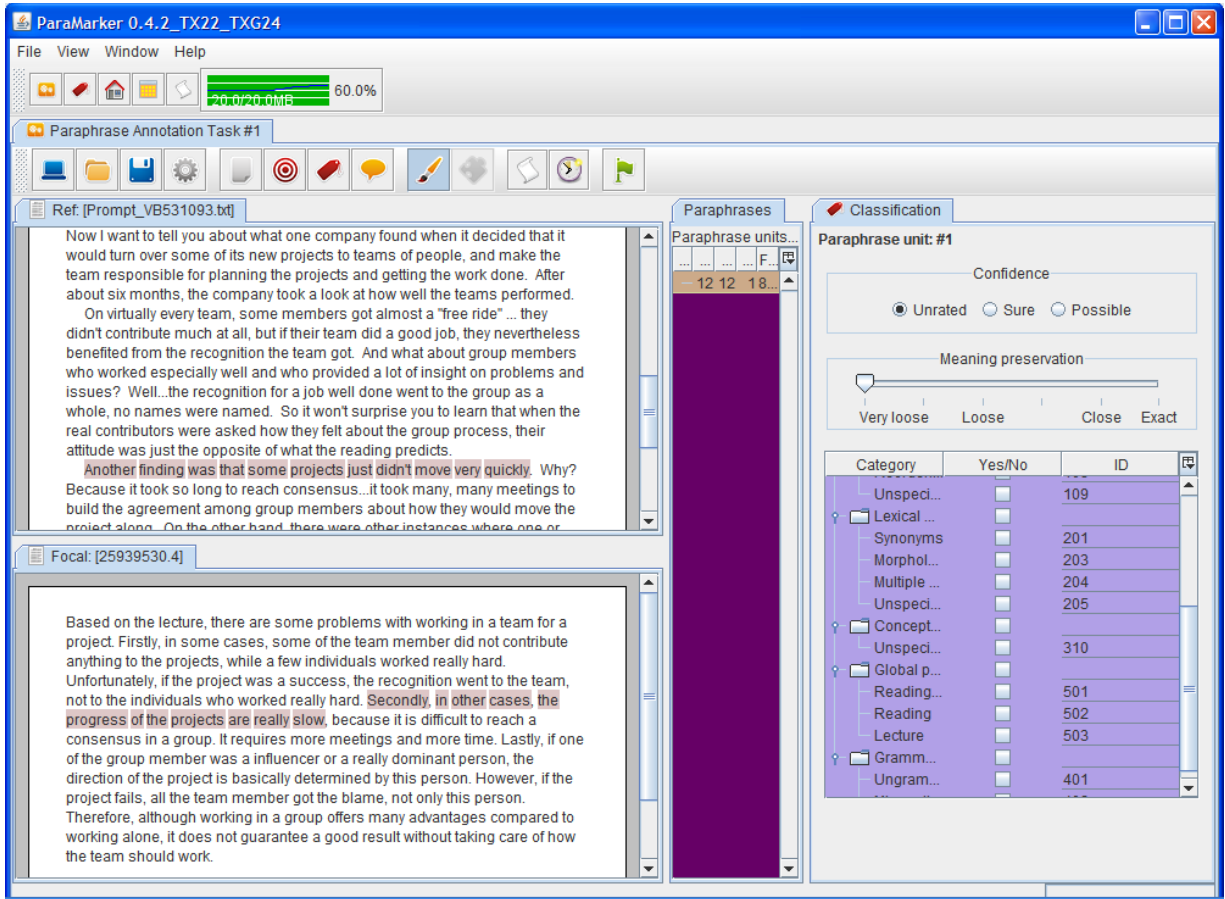 ParaMarker 0.4.2_TX22_TXG24
File View Window Help
20.0/20.0MB 60.0%
Paraphrase Annotation Task #1
Ref: [Prompt_VB531093.txt]
Now I want to tell you about what one company found when it decided that it
would turn over some of its new projects to teams of people, and make the
team responsible for planning the projects and getting the work done. After
about six months, the company took a look at how well the teams performed.
On virtually every team, some members got almost a "free ride" ... they
didn't contribute much at all, but if their team did a good job, they nevertheless
benefited from the recognition the team got. And what about group members
who worked especially well and who provided a lot of insight on problems and
issues? Well...the recognition for a job well done went to the group as a
whole, no names were named. So it won't surprise you to learn that when the
real contributors were asked how they felt about the group process, their
attitude was just the opposite of what the reading predicts.
Another finding was that some projects just didn't move very quickly. Why?
Because it took so long to reach consensus...it took many, many meetings to
build the agreement among group members about how they would move the
project along. On the other hand, there were other instances where one or
Focal: [25939530.4]
Based on the lecture, there are some problems with working in a team for a
project. Firstly, in some cases, some of the team member did not contribute
anything to the projects, while a few individuals worked really hard.
Unfortunately, if the project was a success, the recognition went to the team,
not to the individuals who worked really hard. Secondly, in other cases, the
progress of the projects are really slow, because it is difficult to reach a
consensus in a group. It requires more meetings and more time. Lastly, if one
of the group member was a influencer or a really dominant person, the
direction of the project is basically determined by this person. However, if the
project fails, all the team member got the blame, not only this person.
Therefore, although working in a group offers many advantages compared to
working alone, it does not guarantee a good result without taking care of how
the team should work.
Paraphrases
Paraphrase units...
... ... ... ... F...
12 12 1 8...
Classification
Paraphrase unit: #1
Confidence
Unrated Sure Possible
Meaning preservation
Very loose Loose Close Exact
Category Yes/No ID
Unspeci... 109
Lexical ...
Synonyms 201
Morphol... 203
Multiple ... 204
Unspeci... 205
Concept...
Unspeci... 310
Global p...
Reading... 501
Reading 502
Lecture 503
Gramm...
Ungram... 401